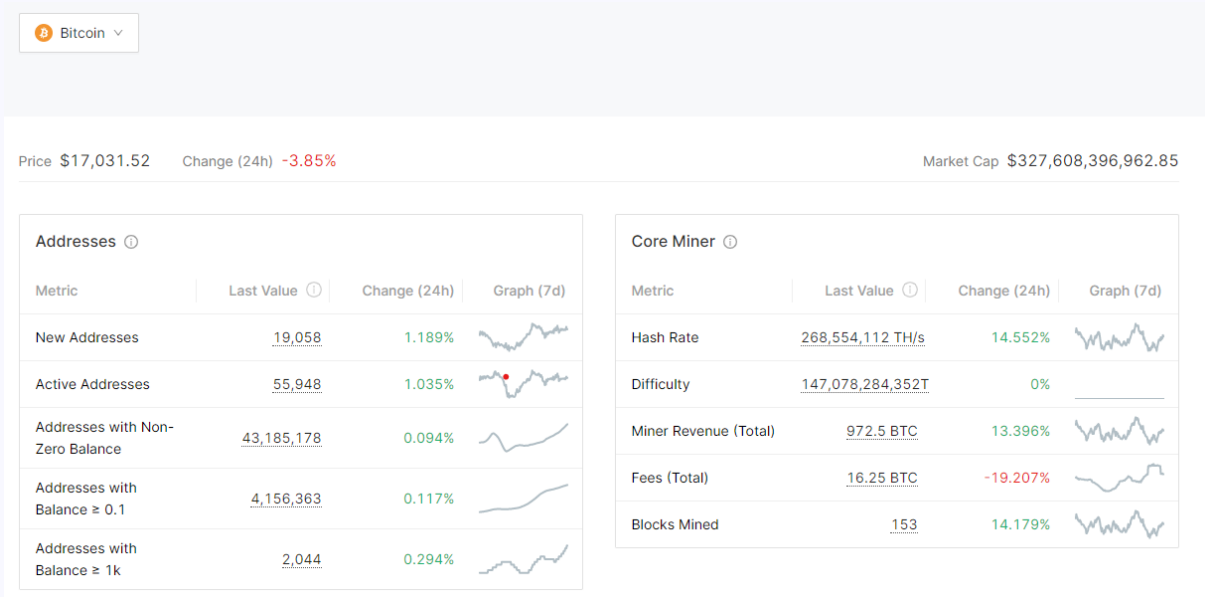 Bitcoin
Price $17,031.52 Change (24h) -3.85% Market Cap $327,608,396,962.85
Addresses
Metric Last Value Change (24h) Graph (7d)
New Addresses 19,058 1.189%
Active Addresses 55,948 1.035%
Addresses with Non-
Zero Balance 43,185,178 0.094%
Addresses with
Balance ≥ 0.1 4,156,363 0.117%
Addresses with
Balance ≥ 1k 2,044 0.294%
Core Miner
Metric Last Value Change (24h) Graph (7d)
Hash Rate 268,554,112 TH/s 14.552%
Difficulty 147,078,284,352T 0%
Miner Revenue (Total) 972.5 BTC 13.396%
Fees (Total) 16.25 BTC -19.207%
Blocks Mined 153 14.179%